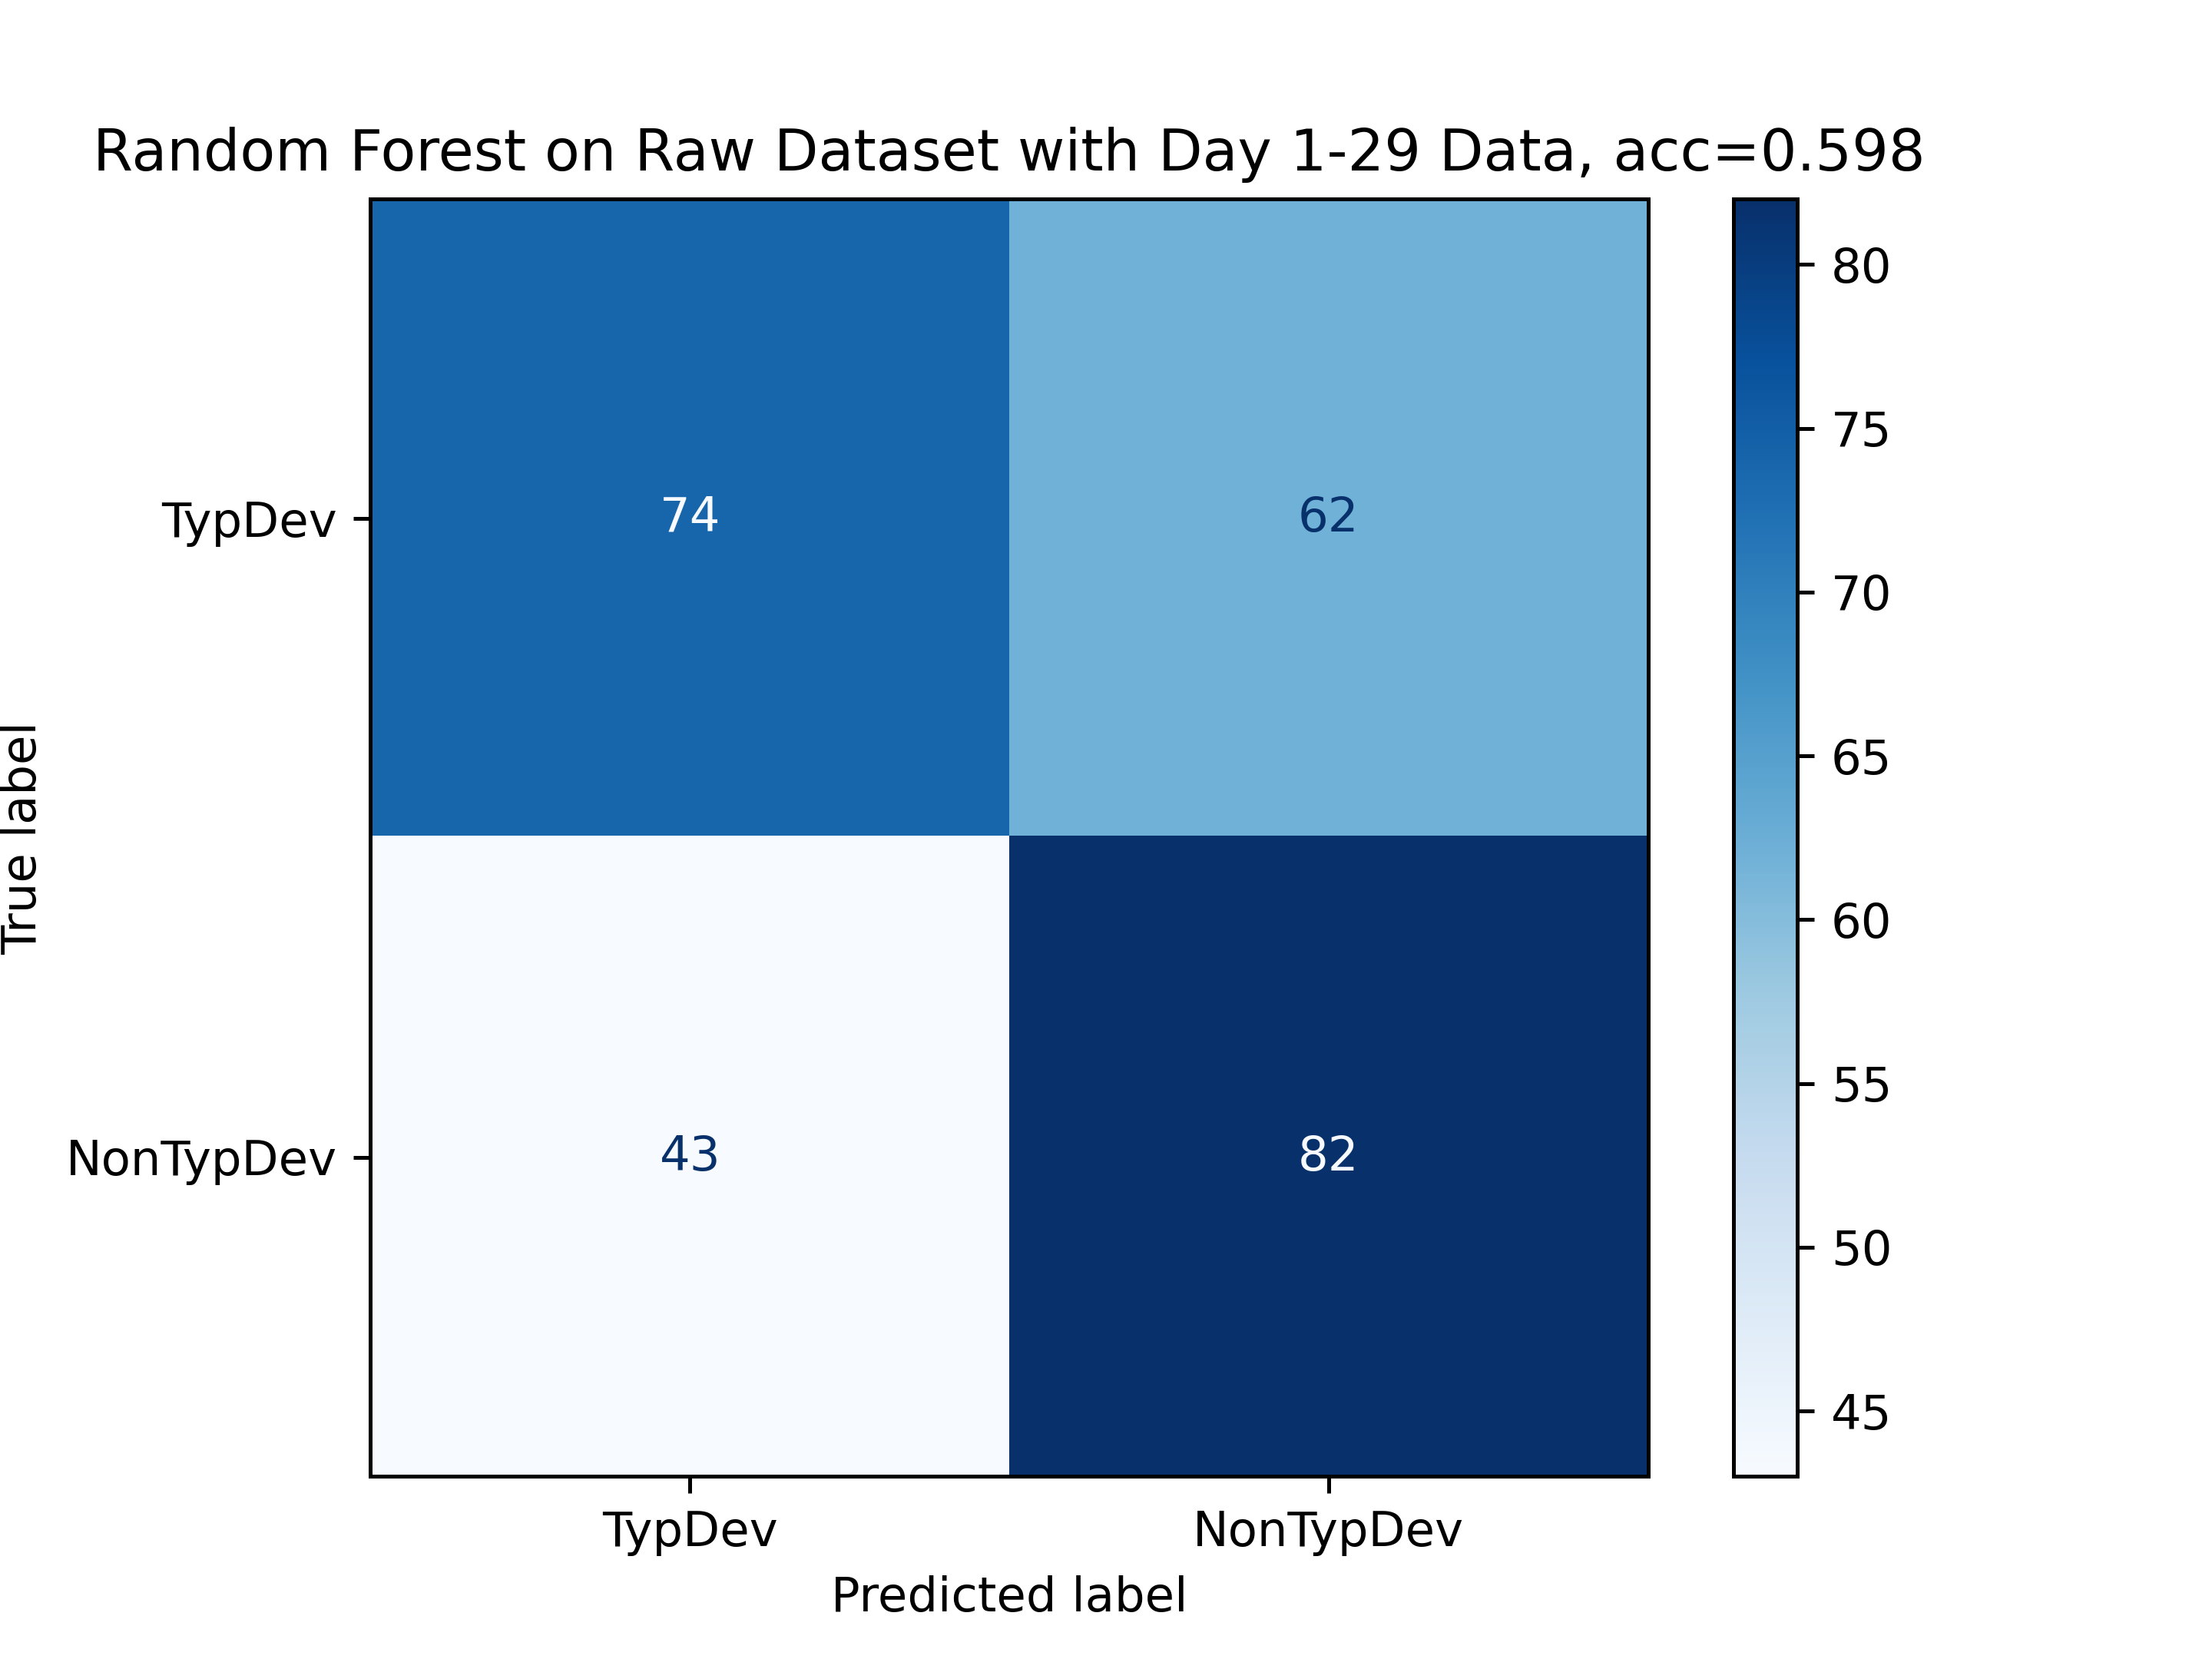 Random Forest on Raw Dataset with Day 1-29 Data, acc=0.598
True label
TypDev
74
62
NonTypDev
43
82
TypDev
NonTypDev
Predicted label
80
75
70
65
60
55
50
45